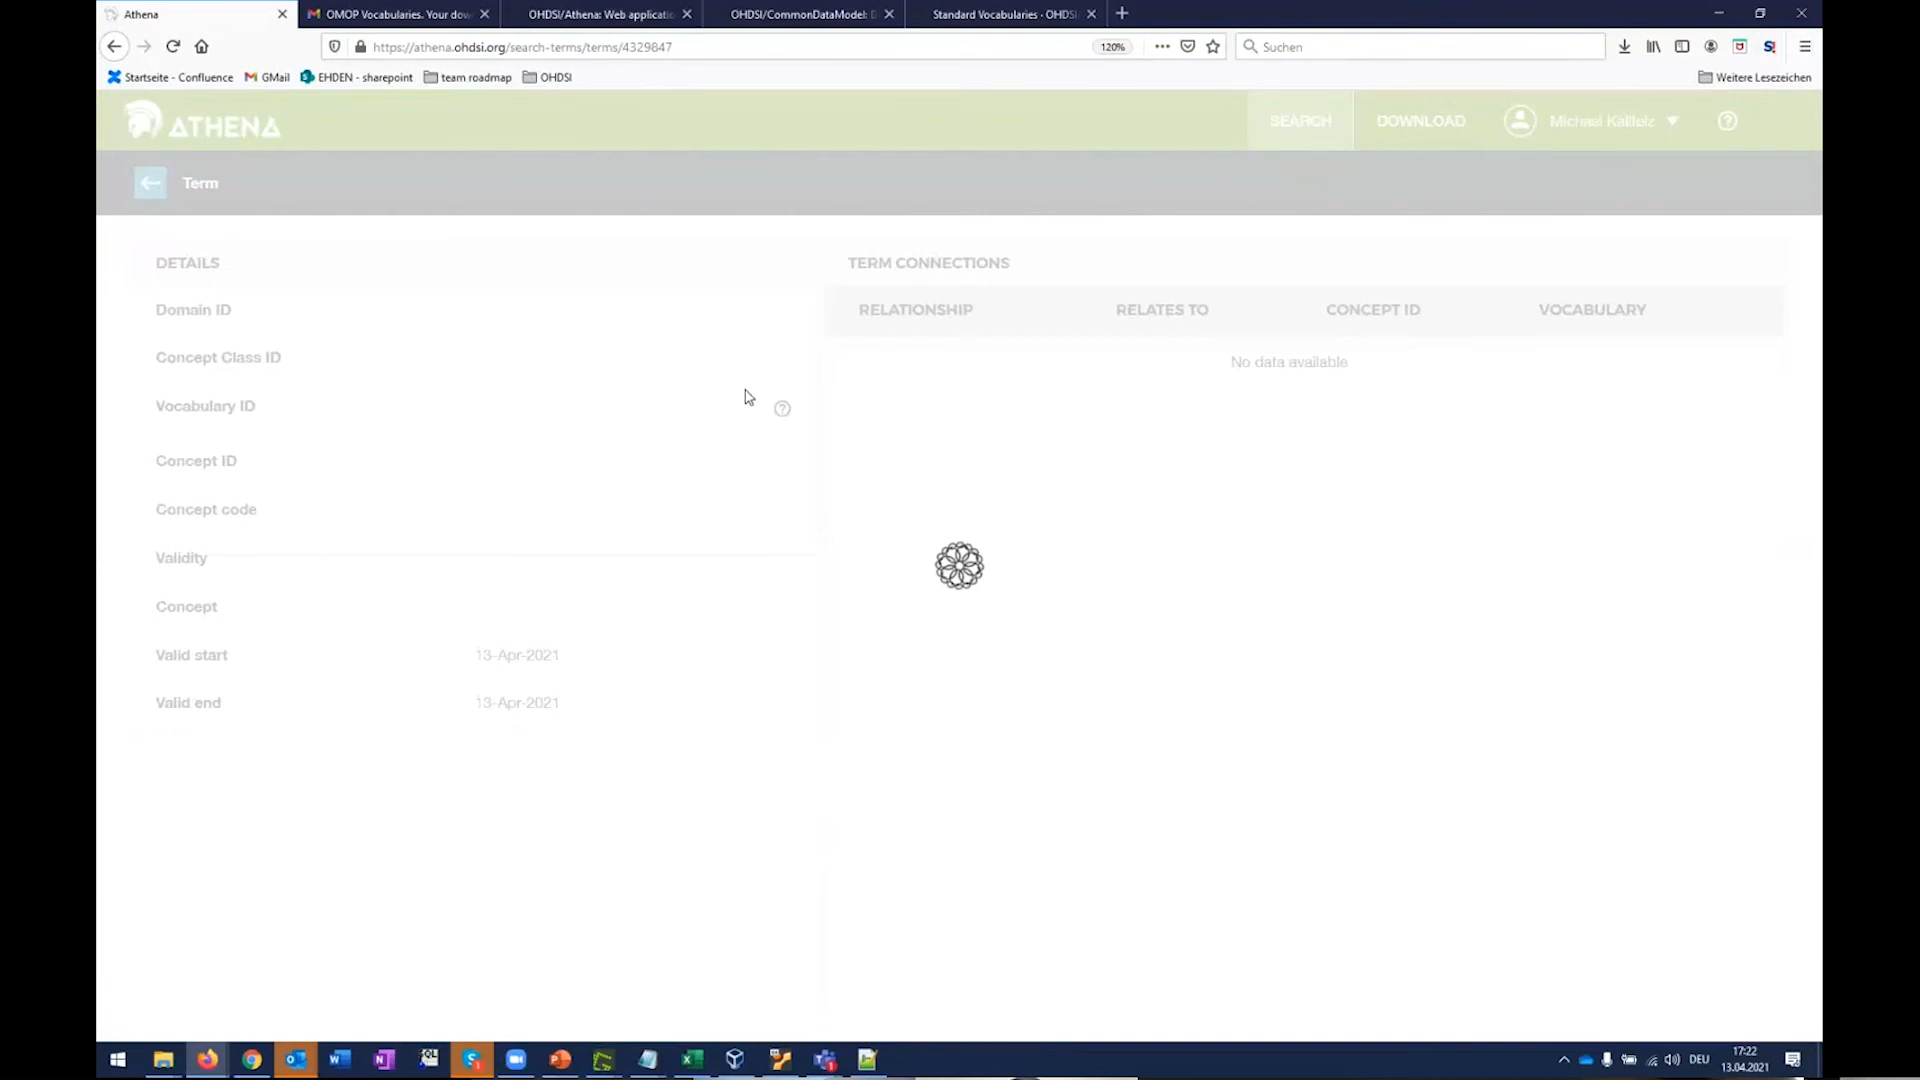 Athena
OMOP Vocabularies. Your dow
OHDSI/Athena: Web applicatio
OHDSI/CommonDataModel: D
Standard Vocabularies · OHDSI
https://athena.ohdsi.org/search-terms/terms/4329847
120%
Suchen
Startseite - Confluence
GMail
EHDEN - sharepoint
team roadmap
OHDSI
Weitere Lesezeichen
ATHENA
SEARCH
DOWNLOAD
Michael Kallfelz
Term
DETAILS
TERM CONNECTIONS
Domain ID
RELATIONSHIP
RELATES TO
CONCEPT ID
VOCABULARY
Concept Class ID
No data available
Vocabulary ID
Concept ID
Concept code
Validity
Concept
Valid start
13-Apr-2021
Valid end
13-Apr-2021
DEU
17:22
13.04.2021